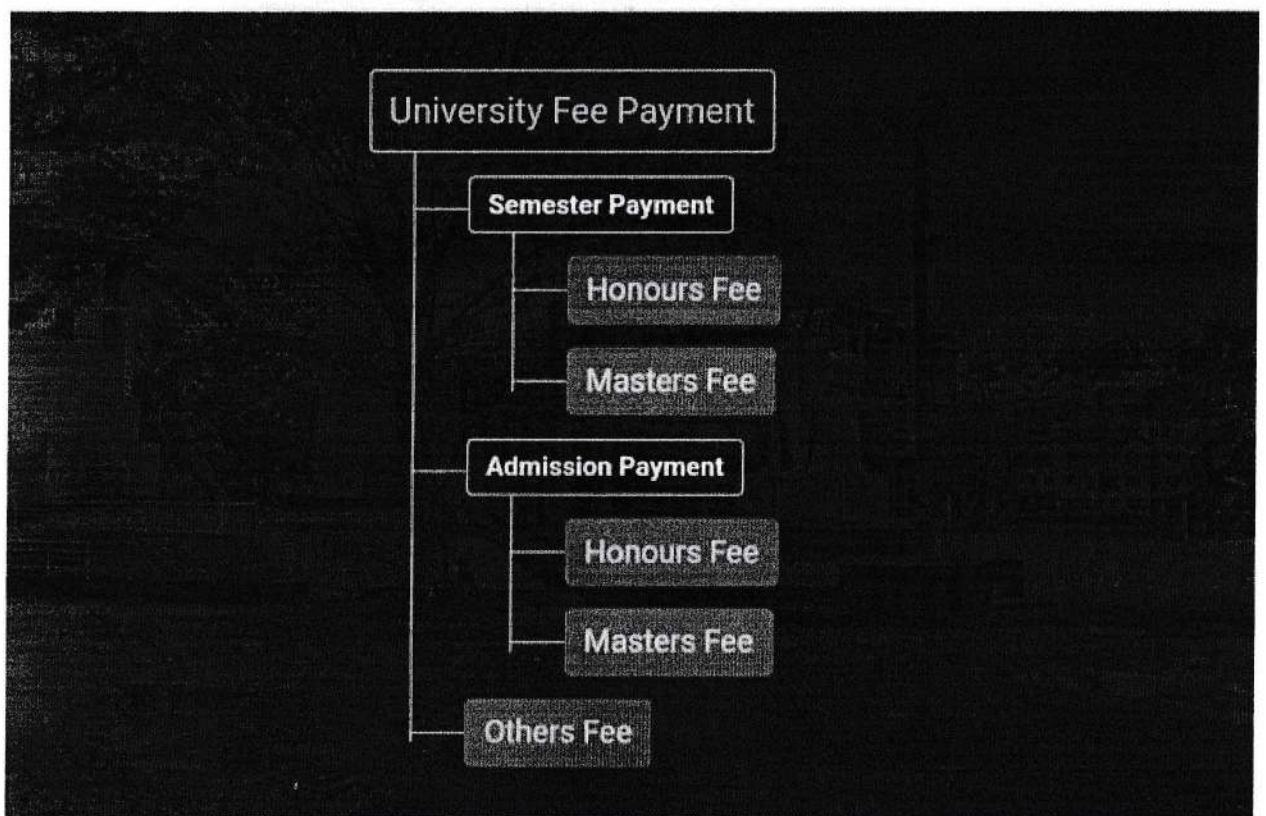 University Fee Payment
Semester Payment
Honours Fee
Masters Fee
Admission Payment
Honours Fee
Masters Fee
Others Fee